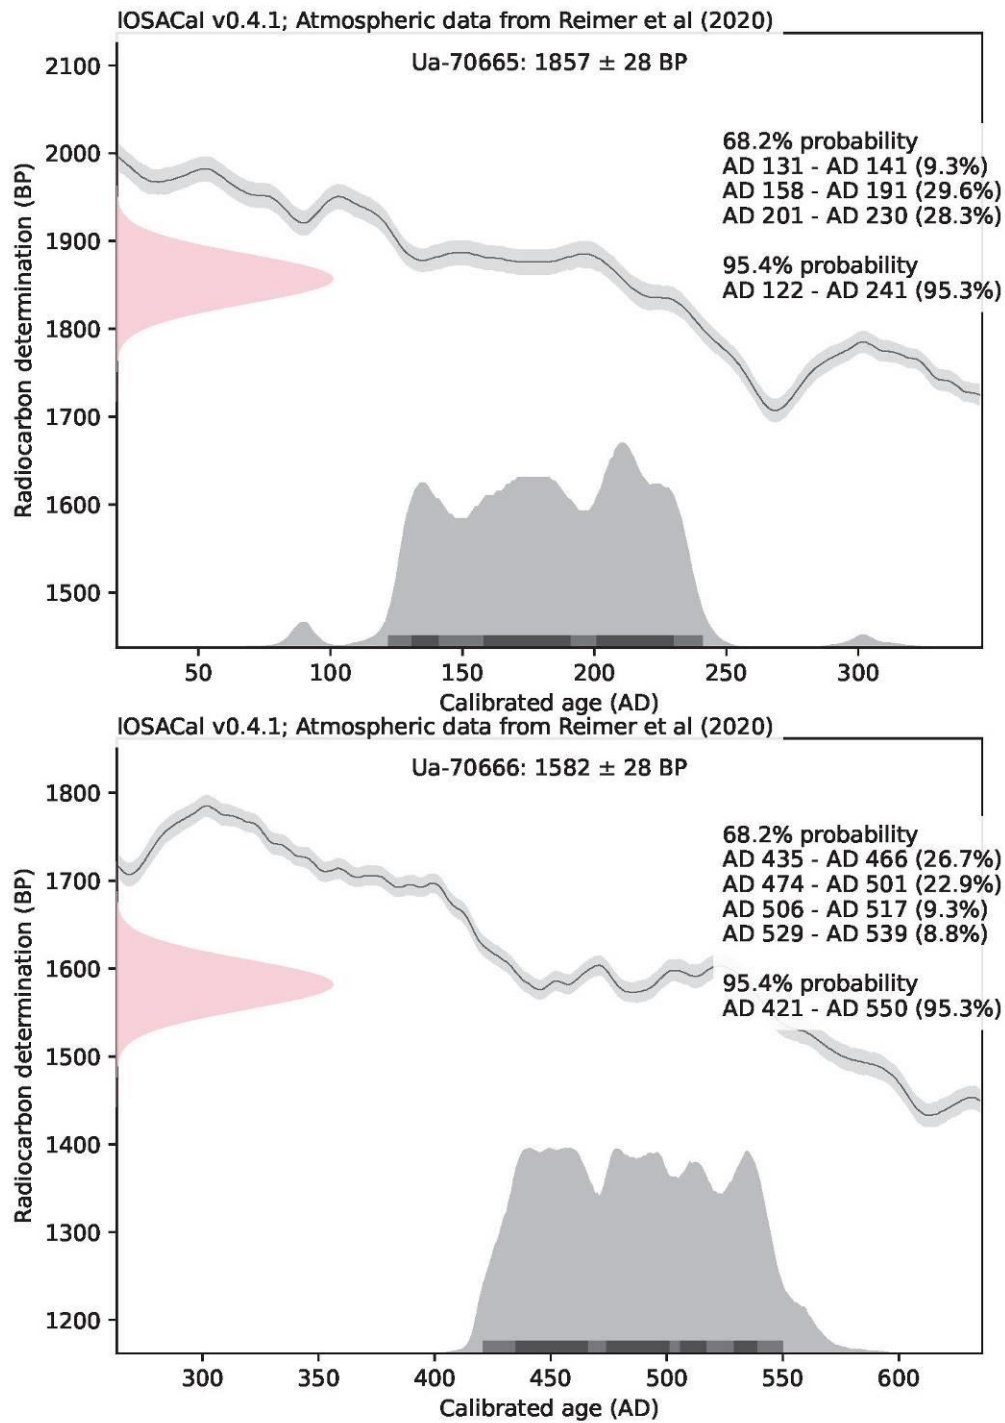 IOSACal v0.4.1; Atmospheric data from Reimer et al (2020)
Ua-70665: 1857 ± 28 BP
68.2% probability
AD 131 - AD 141 (9.3%)
AD 158 - AD 191 (29.6%)
AD 201 - AD 230 (28.3%)
95.4% probability
AD 122 - AD 241 (95.3%)
Radiocarbon determination (BP)
2100
2000
1900
1800
1700
1600
1500
50 100 150 200 250 300
Calibrated age (AD)
IOSACal v0.4.1; Atmospheric data from Reimer et al (2020)
Ua-70666: 1582 ± 28 BP
68.2% probability
AD 435 - AD 466 (26.7%)
AD 474 - AD 501 (22.9%)
AD 506 - AD 517 (9.3%)
AD 529 - AD 539 (8.8%)
95.4% probability
AD 421 - AD 550 (95.3%)
Radiocarbon determination (BP)
1800
1700
1600
1500
1400
1300
1200
300 350 400 450 500 550 600
Calibrated age (AD)